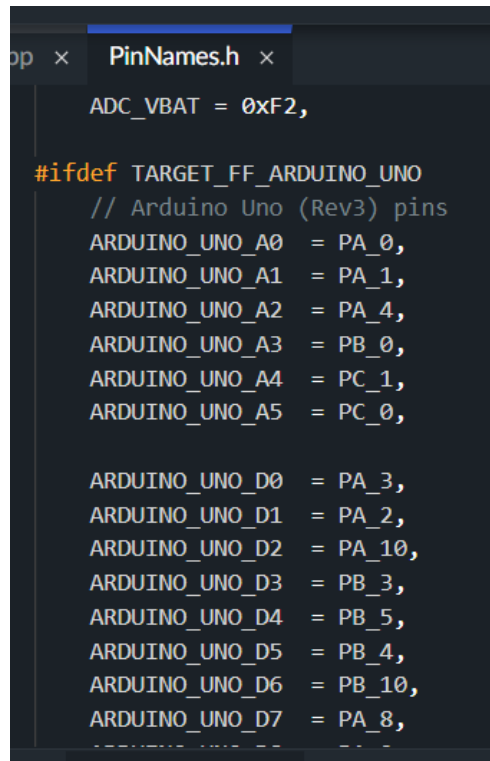 pp × PinNames.h ×
ADC_VBAT = 0xF2,
#ifdef TARGET_FF_ARDUINO_UNO
// Arduino Uno (Rev3) pins
ARDUINO_UNO_A0 = PA_0,
ARDUINO_UNO_A1 = PA_1,
ARDUINO_UNO_A2 = PA_4,
ARDUINO_UNO_A3 = PB_0,
ARDUINO_UNO_A4 = PC_1,
ARDUINO_UNO_A5 = PC_0,
ARDUINO_UNO_D0 = PA_3,
ARDUINO_UNO_D1 = PA_2,
ARDUINO_UNO_D2 = PA_10,
ARDUINO_UNO_D3 = PB_3,
ARDUINO_UNO_D4 = PB_5,
ARDUINO_UNO_D5 = PB_4,
ARDUINO_UNO_D6 = PB_10,
ARDUINO_UNO_D7 = PA_8,